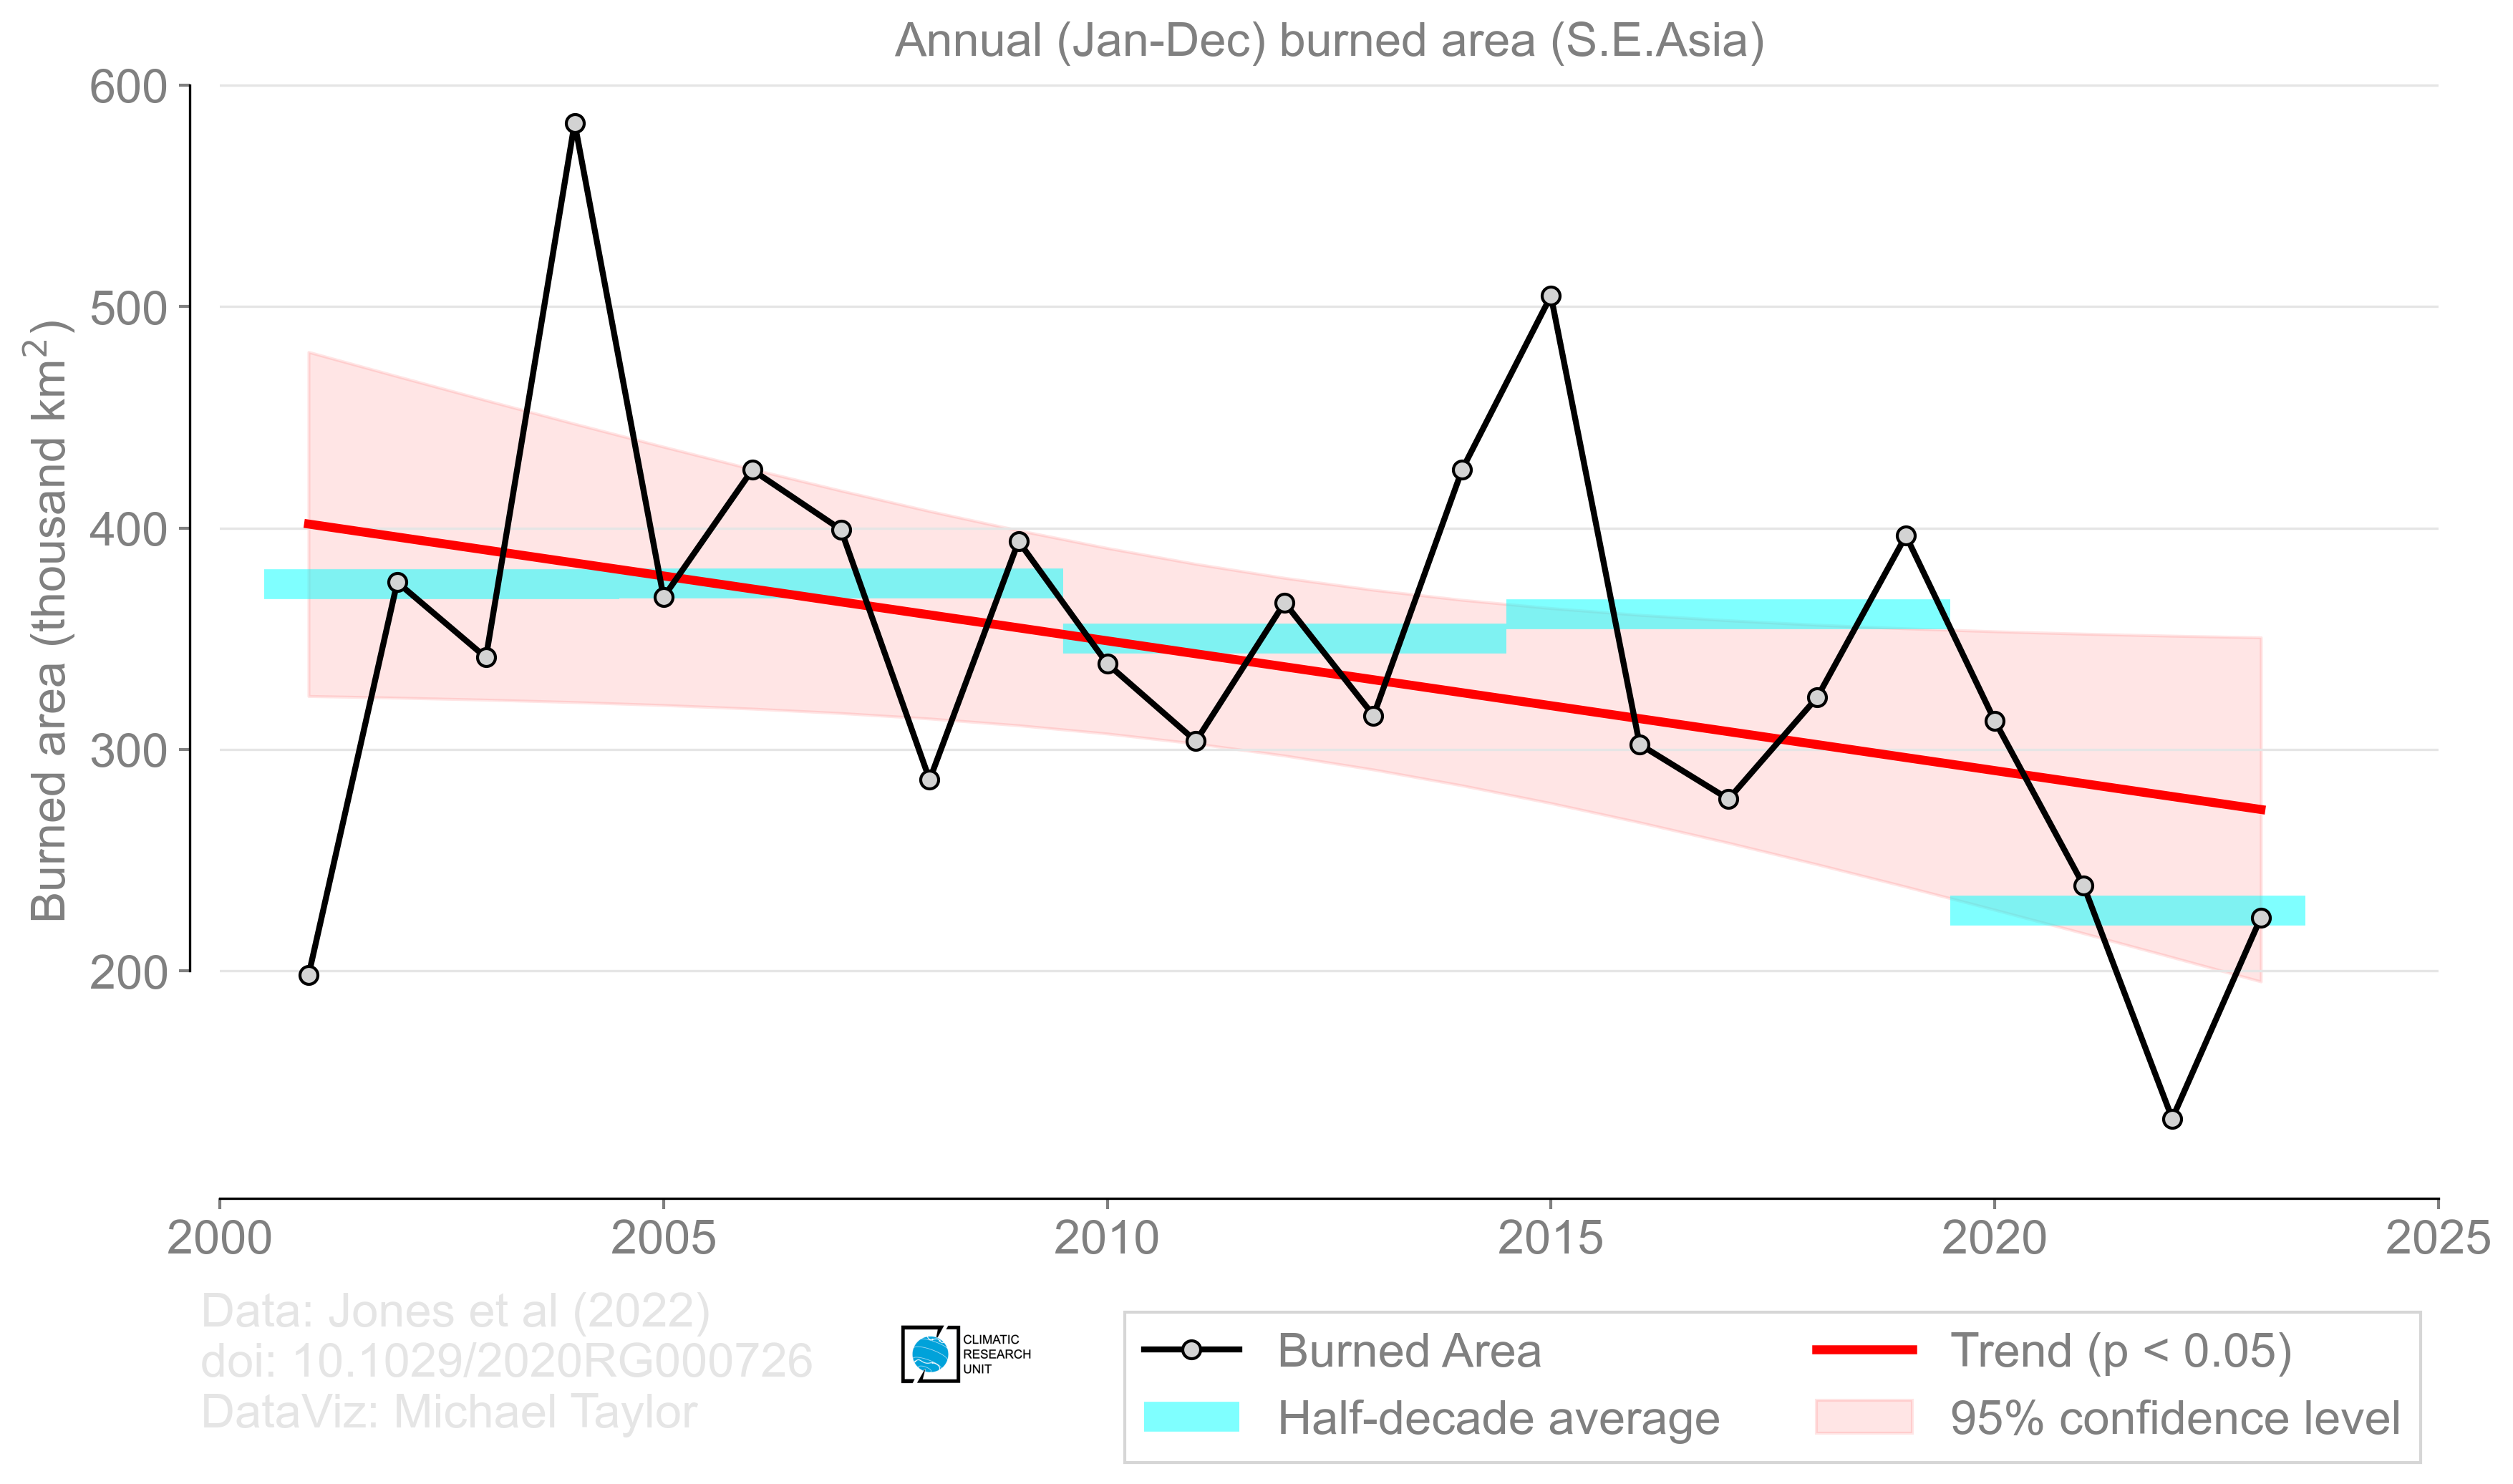 Annual (Jan-Dec) burned area (S.E.Asia)
Burned area (thousand km²)
600
500
400
300
200
2000
2005
2010
2015
2020
2025
Data: Jones et al (2022)
doi: 10.1029/2020RG000726
DataViz: Michael Taylor
CLIMATIC
RESEARCH
UNIT
Burned Area
Half-decade average
Trend (p < 0.05)
95% confidence level